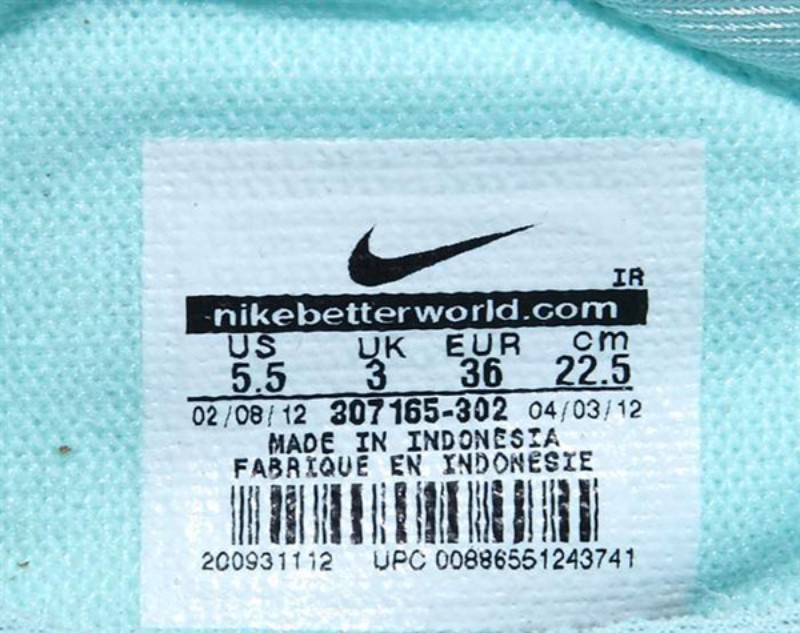 IR
nikebetterworld.com
US UK EUR cm
5.5 3 36 22.5
02/08/12 307165-302 04/03/12
MADE IN INDONESIA
FABRIQUE EN INDONESIE
200931112 UPC 00886551243741